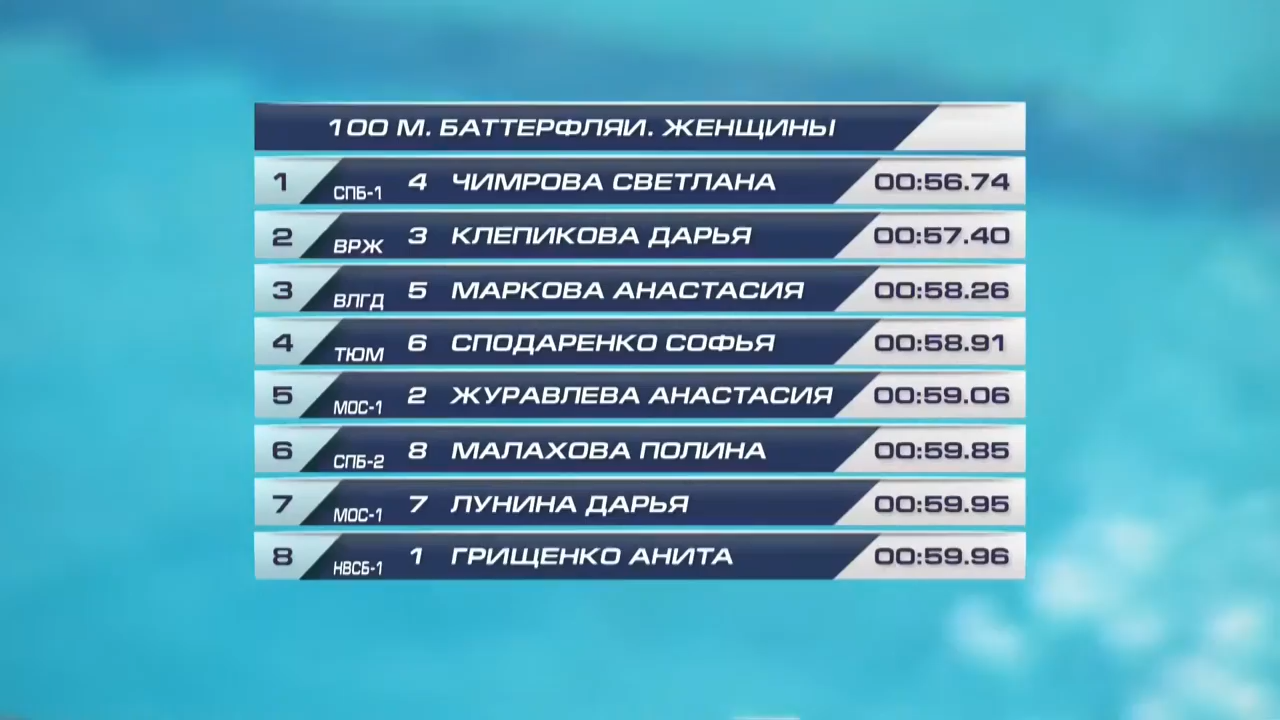 100 М. БАТТЕРФЛЯИ. ЖЕНЩИНЫ
1 СПБ-1 4 ЧИМРОВА СВЕТЛАНА 00:56.74
2 ВРЖ 3 КЛЕПИКОВА ДАРЬЯ 00:57.40
3 ВЛГД 5 МАРКОВА АНАСТАСИЯ 00:58.26
4 ТЮМ 6 СПОДАРЕНКО СОФЬЯ 00:58.91
5 МОС-1 2 ЖУРАВЛЕВА АНАСТАСИЯ 00:59.06
6 СПБ-2 8 МАЛАХОВА ПОЛИНА 00:59.85
7 МОС-1 7 ЛУНИНА ДАРЬЯ 00:59.95
8 НВСБ-1 1 ГРИЩЕНКО АНИТА 00:59.96